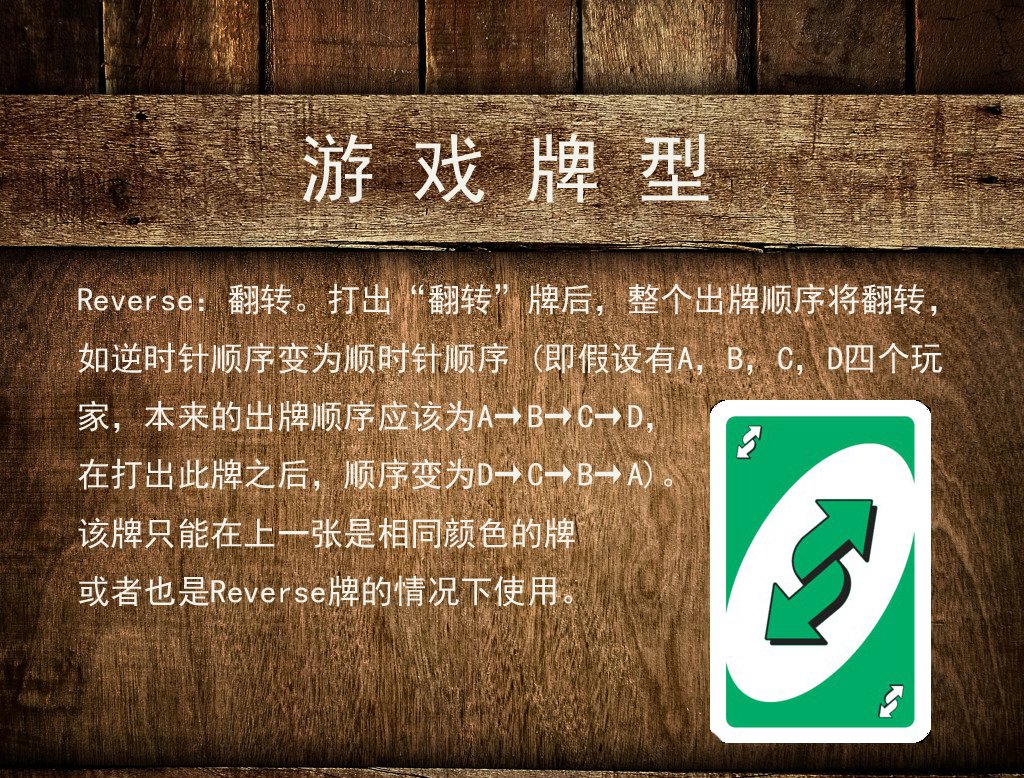 游戏牌型
Reverse：翻转。打出“翻转”牌后，整个出牌顺序将翻转，
如逆时针顺序变为顺时针顺序（即假设有A，B，C，D四个玩
家，本来的出牌顺序应该为A→B→C→D，
在打出此牌之后，顺序变为D→C→B→A）。
该牌只能在上一张是相同颜色的牌
或者也是Reverse牌的情况下使用。